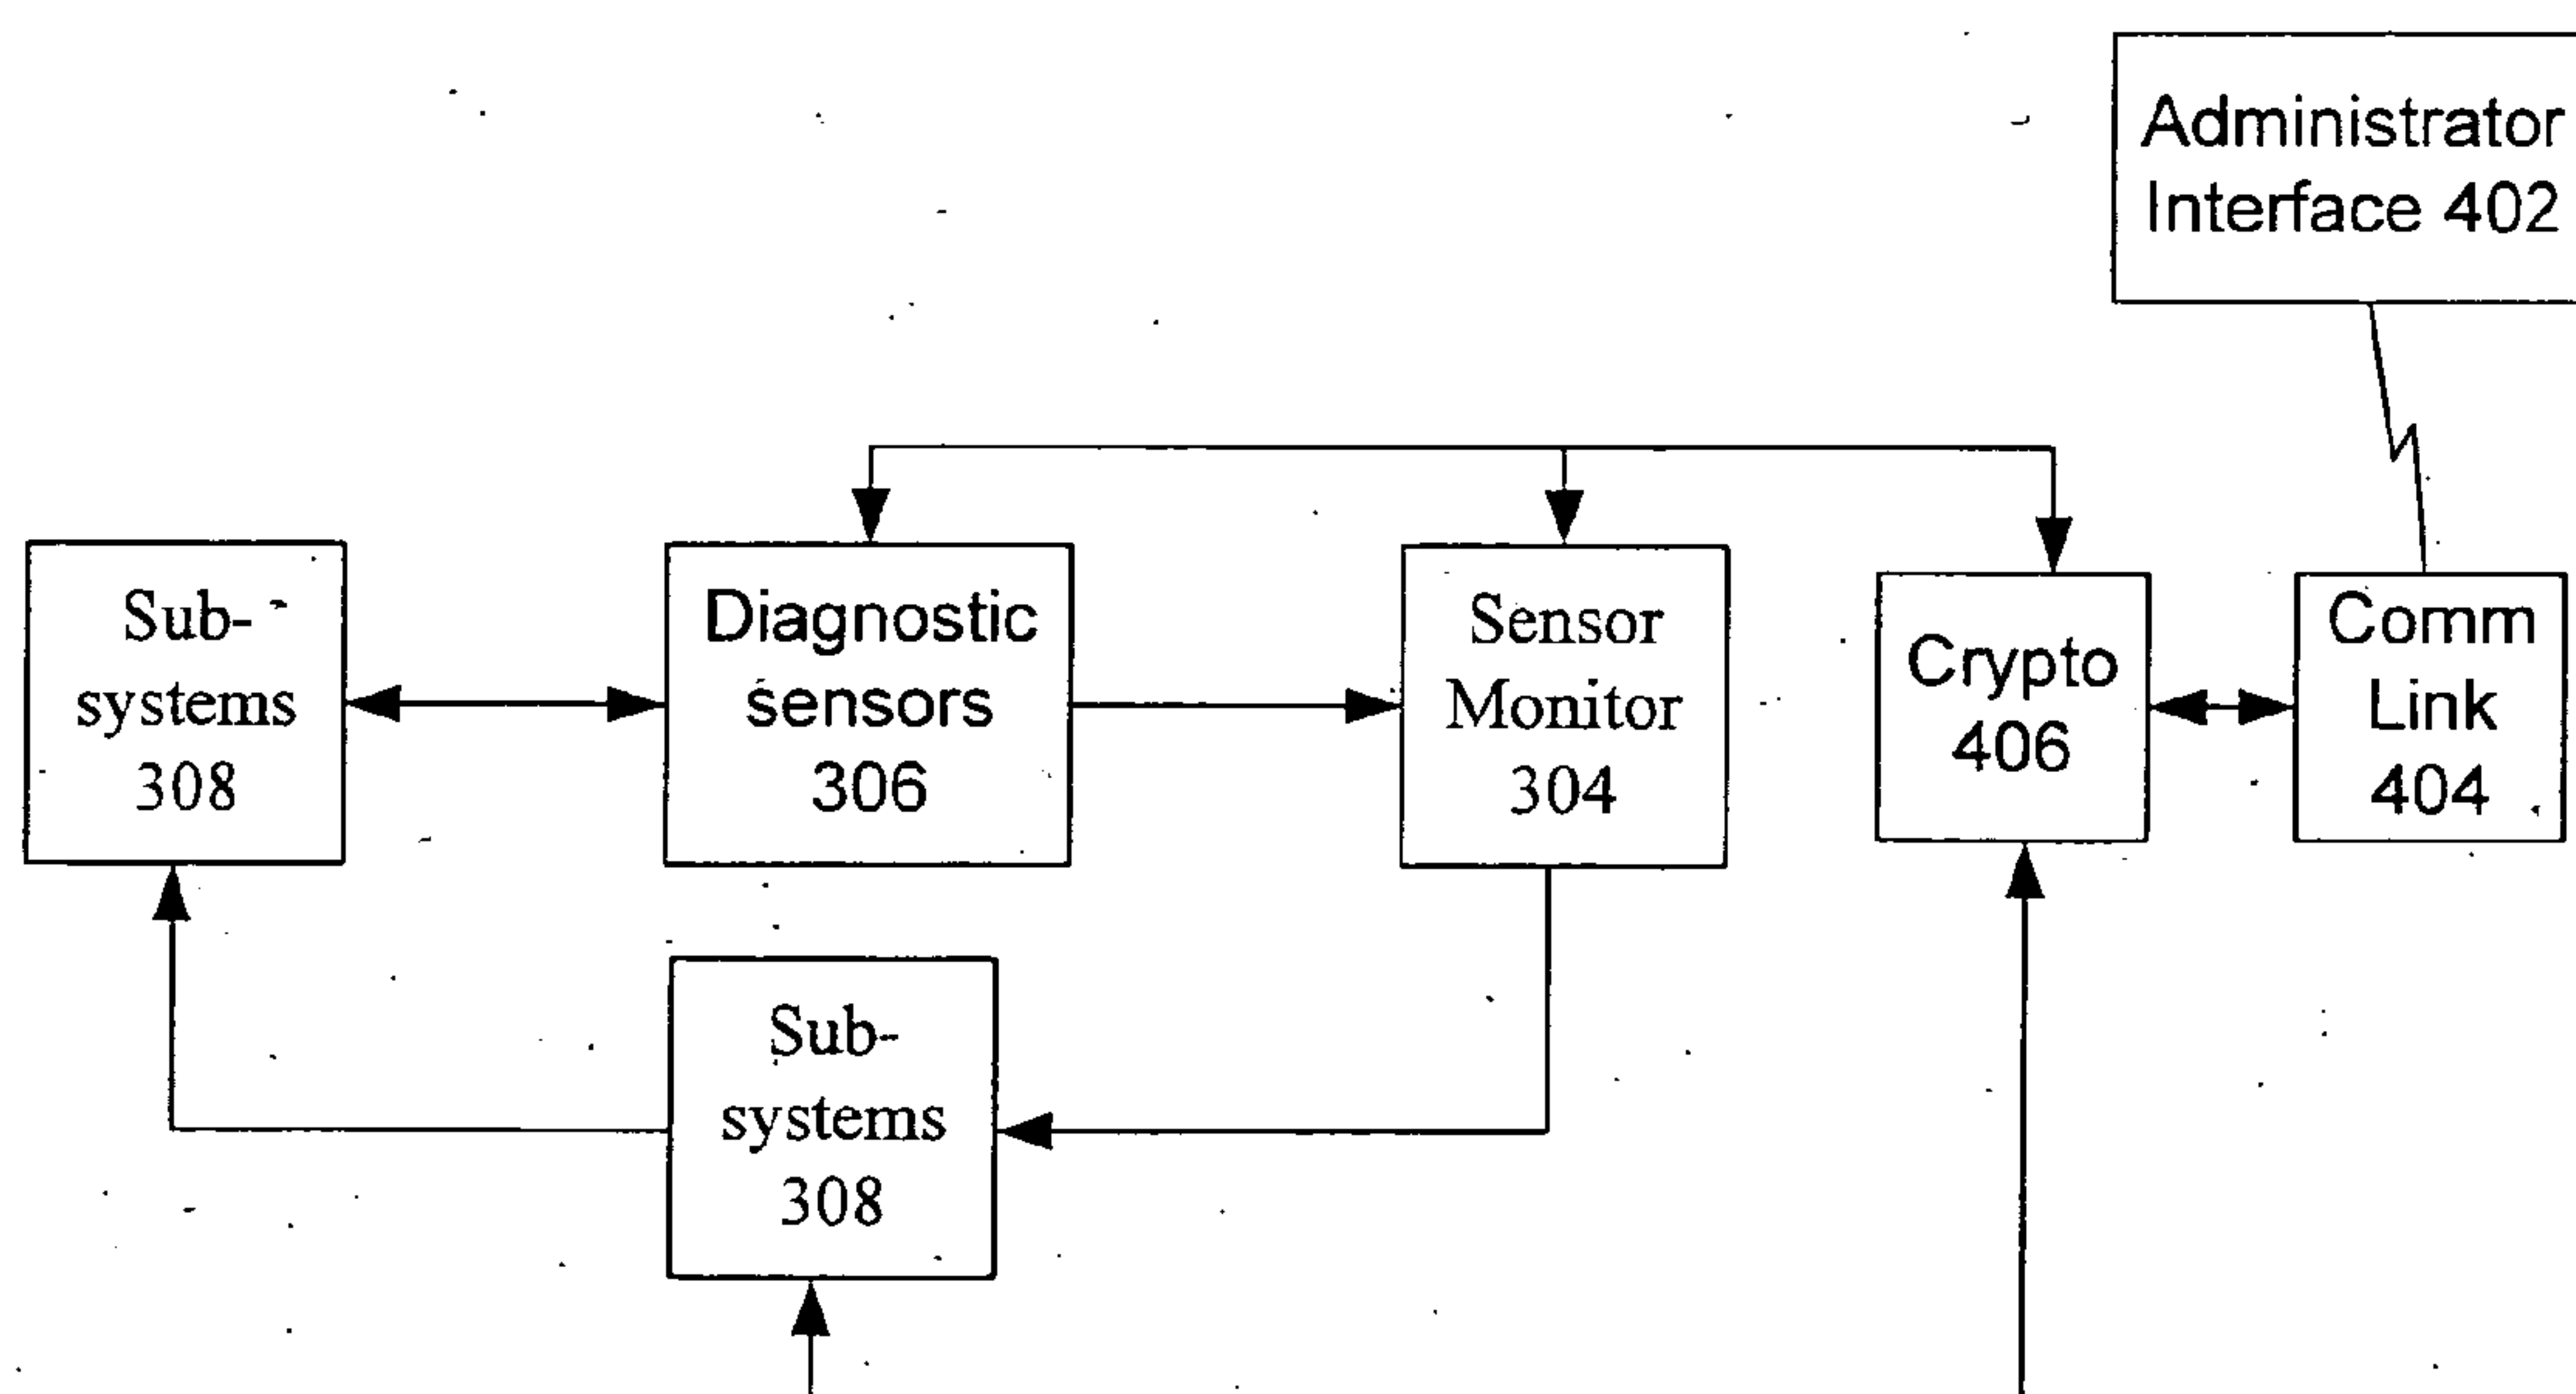 Administrator
Interface 402
Sub-
systems
308
Diagnostic
sensors
306
Sensor
Monitor
304
Crypto
406
Comm
Link
404
Sub-
systems
308